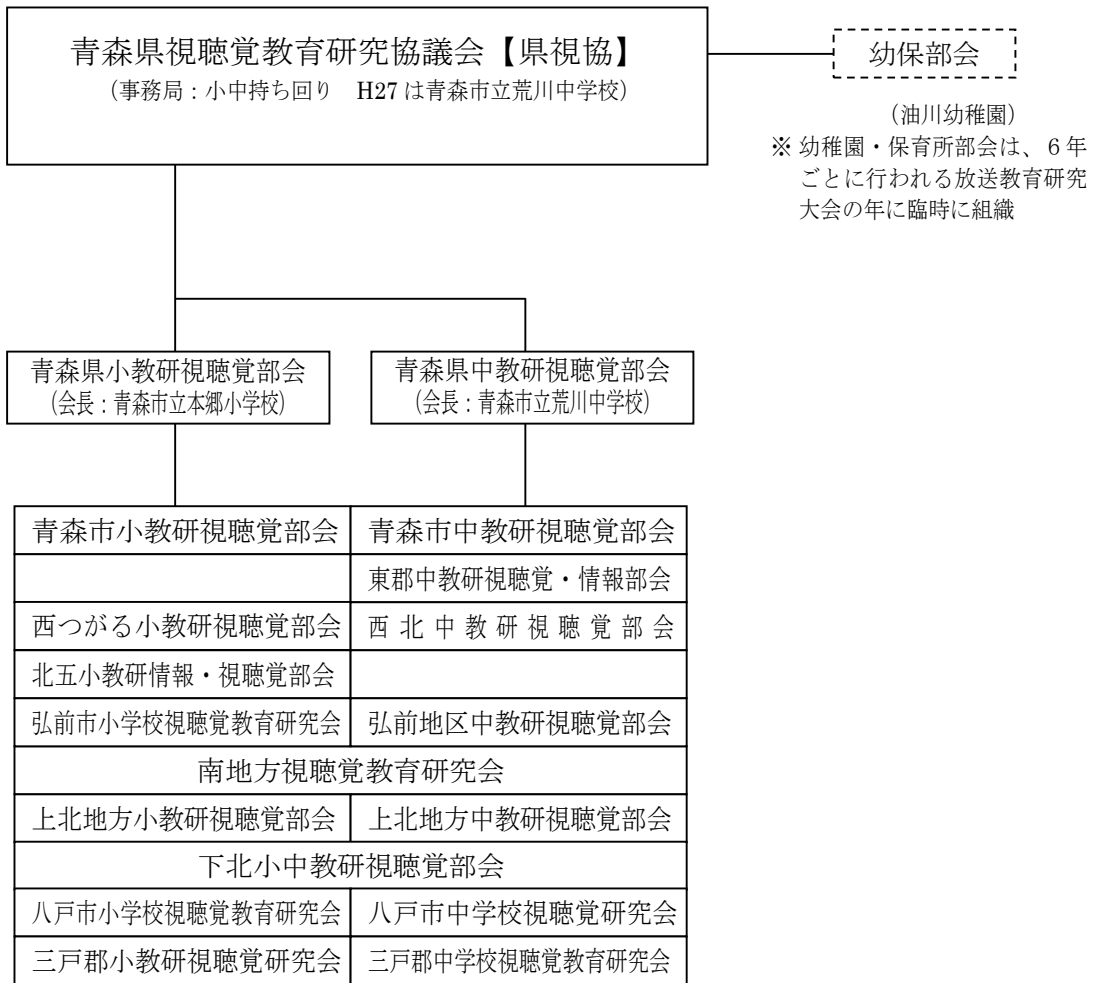 青森県視聴覚教育研究協議会【県視協】
（事務局：小中持ち回り　H27は青森市立荒川中学校）
幼保部会
（油川幼稚園）
※ 幼稚園・保育所部会は、６年
ごとに行われる放送教育研究
大会の年に臨時に組織
青森県小教研視聴覚部会
（会長：青森市立本郷小学校）
青森県中教研視聴覚部会
（会長：青森市立荒川中学校）
青森市小教研視聴覚部会
青森市中教研視聴覚部会
東郡中教研視聴覚・情報部会
西つがる小教研視聴覚部会
西北中教研視聴覚部会
北五小教研情報・視聴覚部会
弘前市小学校視聴覚教育研究会
弘前地区中教研視聴覚部会
南地方視聴覚教育研究会
上北地方小教研視聴覚部会
上北地方中教研視聴覚部会
下北小中教研視聴覚部会
八戸市小学校視聴覚教育研究会
八戸市中学校視聴覚研究会
三戸郡小教研視聴覚研究会
三戸郡中学校視聴覚教育研究会